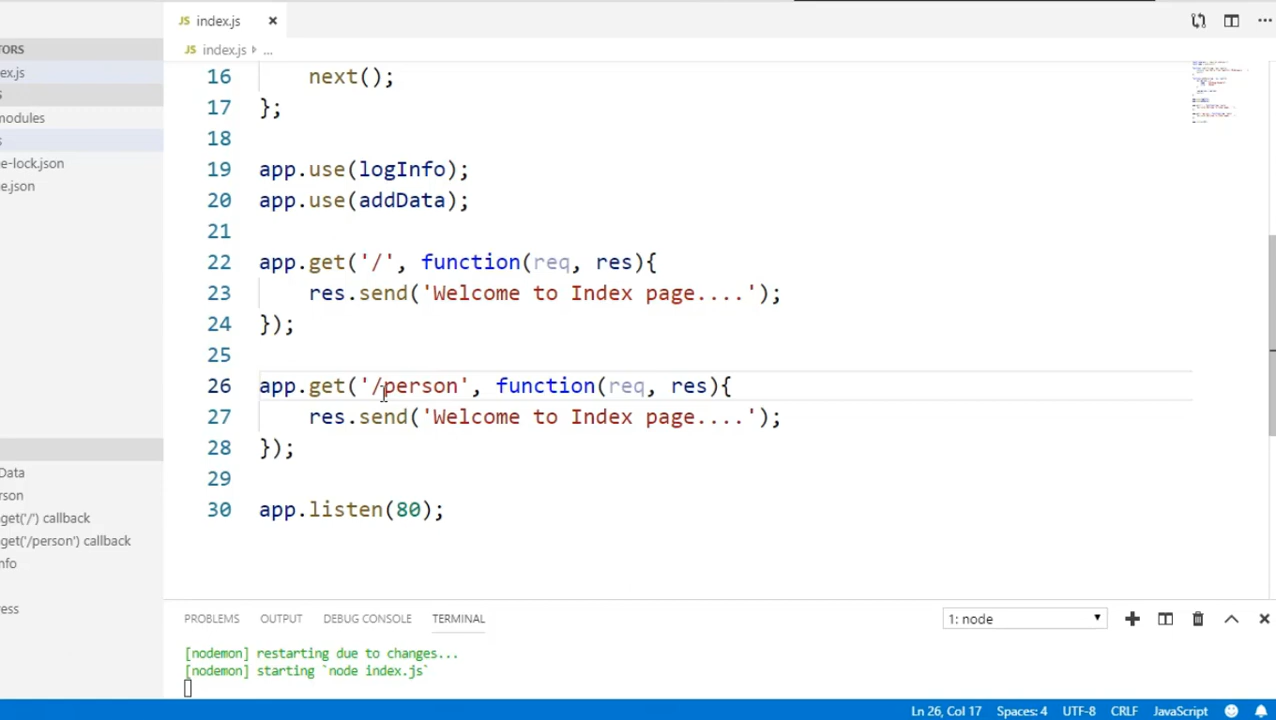 JS index.js ×
TORS
JS index.js ▸ ...
ex.js
S
modules
s
e-lock.json
e.json
16 next();
17 };
18
19 app.use(logInfo);
20 app.use(addData);
21
22 app.get('/', function(req, res){
23 res.send('Welcome to Index page....');
24 });
25
26 app.get('/person', function(req, res){
27 res.send('Welcome to Index page....');
28 });
29
30 app.listen(80);
Data
rson
get('/') callback
get('/person') callback
nfo
ress
PROBLEMS OUTPUT DEBUG CONSOLE TERMINAL 1: node
[nodemon] restarting due to changes...
[nodemon] starting `node index.js`
Ln 26, Col 17 Spaces: 4 UTF-8 CRLF JavaScript